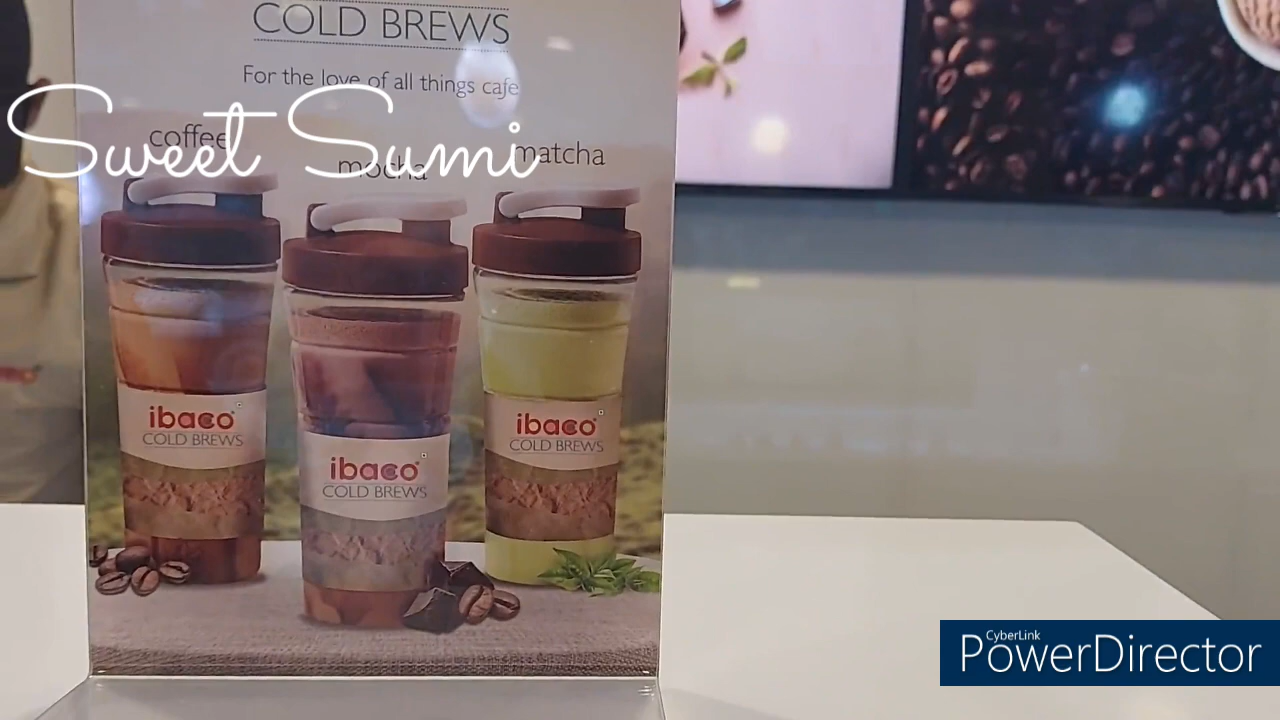 COLD BREWS
For the love of all things cafe
Sweet Sumi
coffee
mocha
matcha
ibaco
COLD BREWS
ibaco
COLD BREWS
ibaco
COLD BREWS
CyberLink
PowerDirector